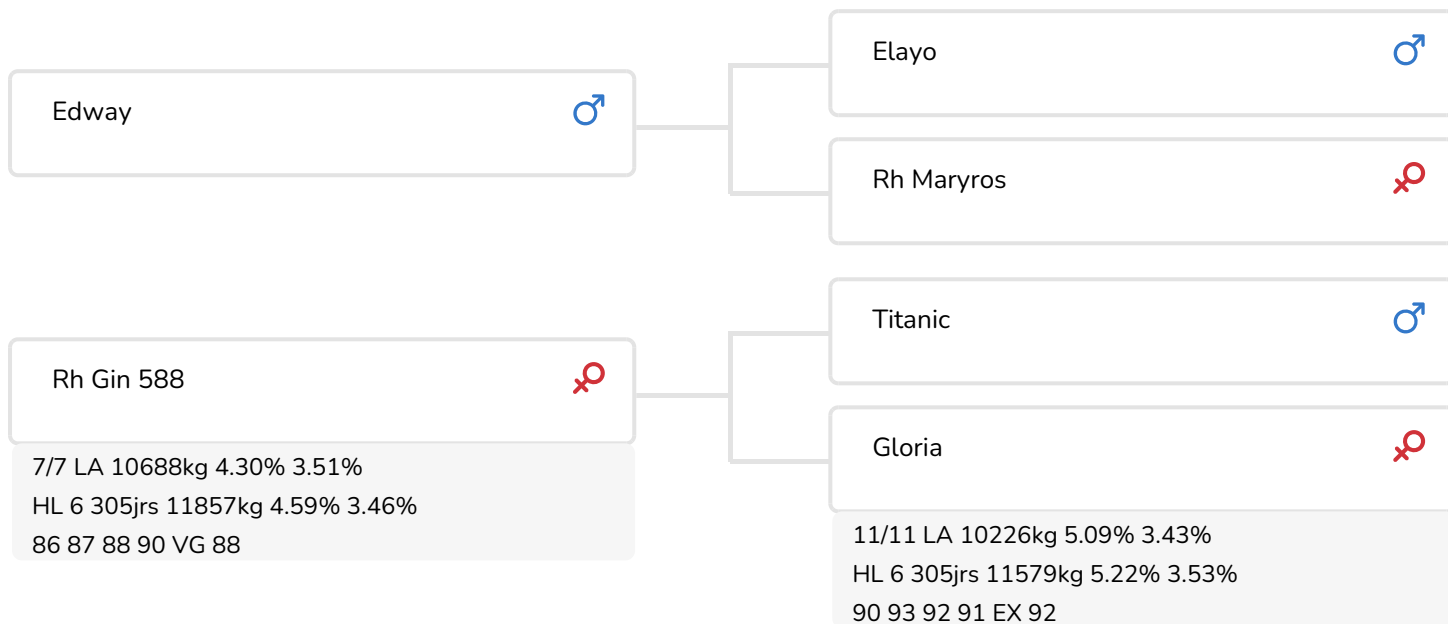 Elayo
Edway
Rh Maryros
Titanic
Rh Gin 588
Gloria
7/7 LA 10688kg 4.30% 3.51%
HL 6 305jrs 11857kg 4.59% 3.46%
86 87 88 90 VG 88
11/11 LA 10226kg 5.09% 3.43%
HL 6 305jrs 11579kg 5.22% 3.53%
90 93 92 91 EX 92